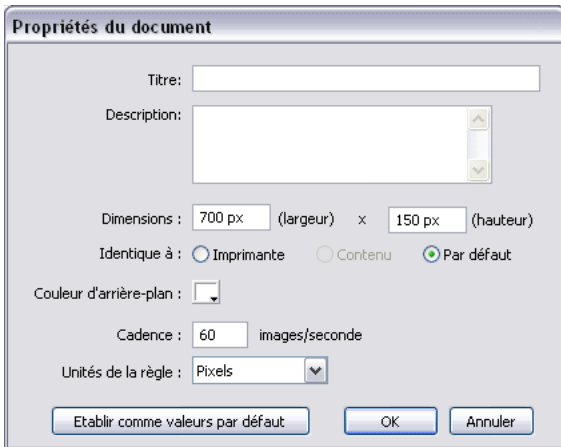 Propriétés du document
Titre:
Description:
Dimensions : 700 px (largeur) x 150 px (hauteur)
Identique à : Imprimante Contenu Par défaut
Couleur d'arrière-plan :
Cadence : 60 images/seconde
Unités de la règle : Pixels
Etablir comme valeurs par défaut OK Annuler